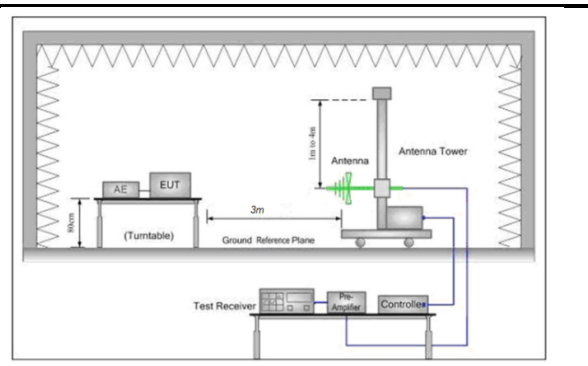 1m to 4m
Antenna
Antenna Tower
AE
EUT
3m
80cm
(Turntable)
Ground Reference Plane
Test Receiver
Pre-
Amplifier
Controller